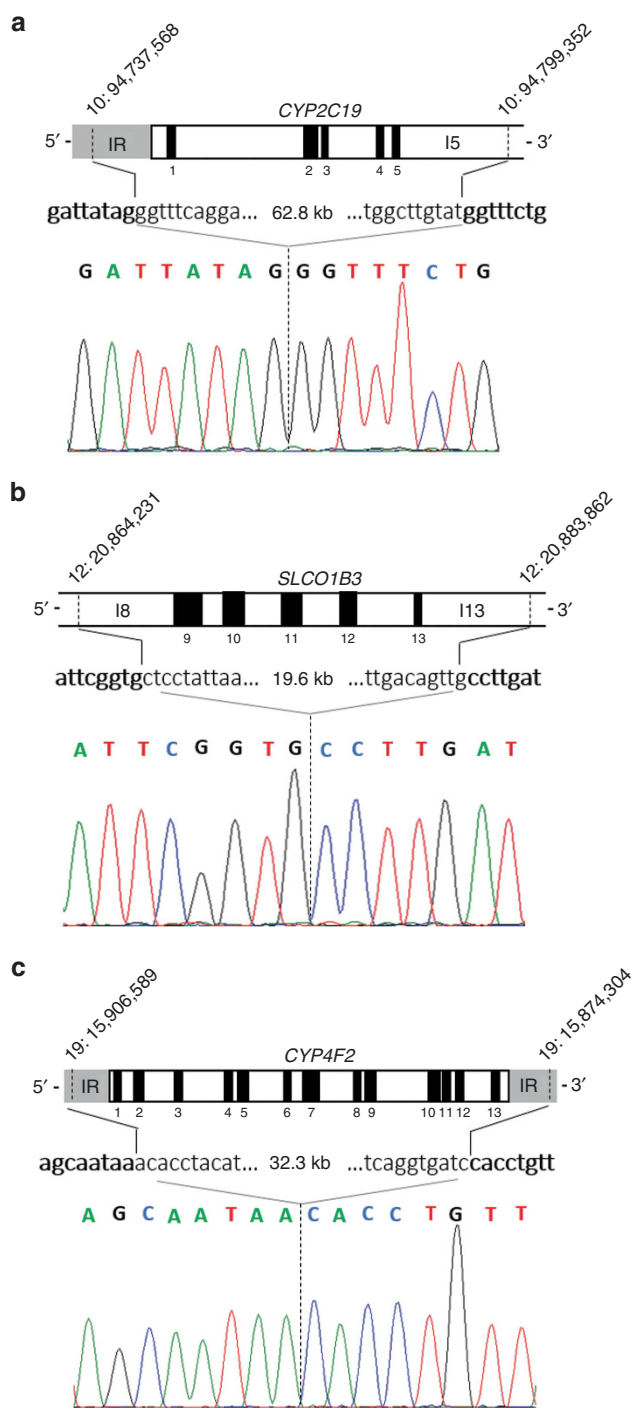 a
10: 94,737,568
10: 94,799,352
CYP2C19
5′ - IR I5 - 3′
1 2 3 4 5
gattatagggtttcagga... 62.8 kb ...tggcttgtatggtttctg
G A T T A T A G G G T T T C T G
b
12: 20,864,231
12: 20,883,862
SLCO1B3
5′ - I8 I13 - 3′
9 10 11 12 13
attcggtgctcctattaa... 19.6 kb ...ttgacagttgccttgat
A T T C G G T G C C T T G A T
c
19: 15,906,589
19: 15,874,304
CYP4F2
5′ - IR IR - 3′
1 2 3 4 5 6 7 8 9 10 11 12 13
agcaataaacacctacat... 32.3 kb ...tcaggtgatccacctgtt
A G C A A T A A C A C C T G T T